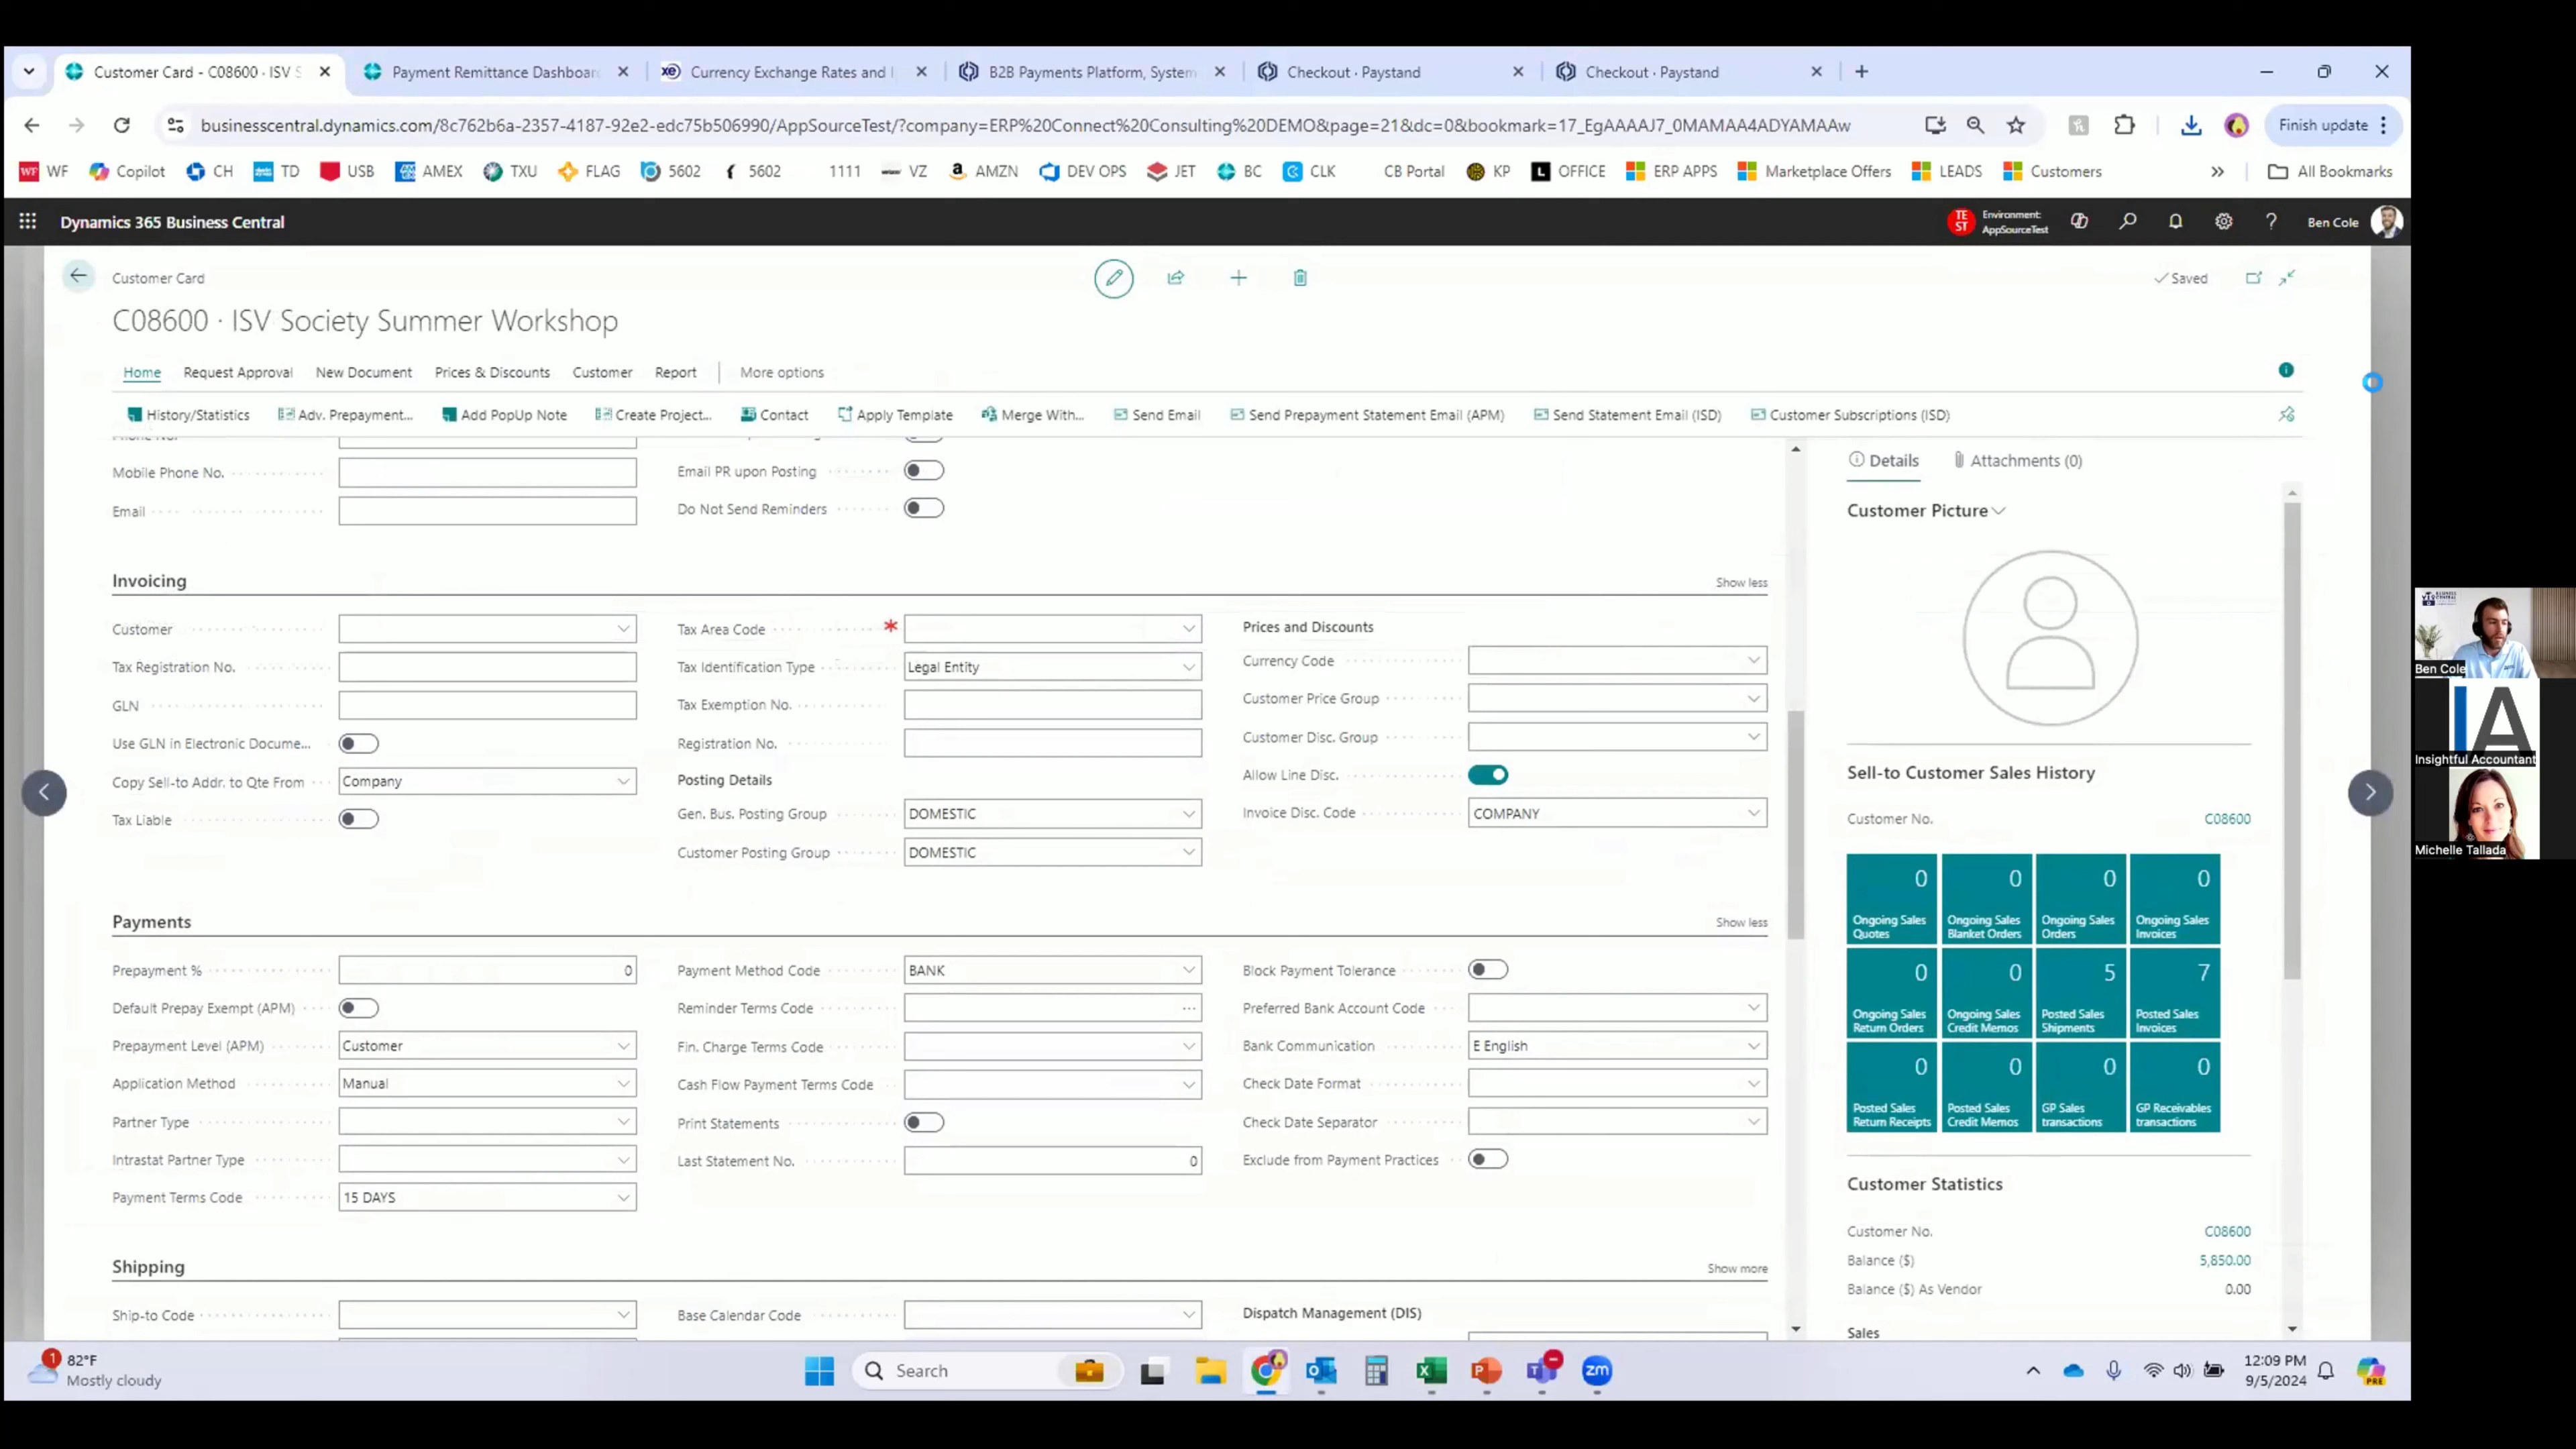 Customer Card - C08600 · ISV S
Payment Remittance Dashboar
Currency Exchange Rates and I
B2B Payments Platform, System
Checkout · Paystand
Checkout · Paystand
businesscentral.dynamics.com/8c762b6a-2357-4187-92e2-edc75b506990/AppSourceTest/?company=ERP%20Connect%20Consulting%20DEMO&page=21&dc=0&bookmark=17_EgAAAAJ7_0MAMAA4ADYAMAAw
Finish update
WF WF Copilot CH TD USB AMEX TXU FLAG 5602 5602 1111 VZ AMZN DEV OPS JET BC CLK CB Portal KP OFFICE ERP APPS Marketplace Offers LEADS Customers All Bookmarks
Dynamics 365 Business Central
TE
ST
Environment:
AppSourceTest
Ben Cole
Customer Card
Saved
C08600 · ISV Society Summer Workshop
Home Request Approval New Document Prices & Discounts Customer Report More options
History/Statistics Adv. Prepayment... Add PopUp Note Create Project... Contact Apply Template Merge With... Send Email Send Prepayment Statement Email (APM) Send Statement Email (ISD) Customer Subscriptions (ISD)
Mobile Phone No.
Email
Email PR upon Posting
Do Not Send Reminders
Invoicing
Show less
Customer
Tax Registration No.
GLN
Use GLN in Electronic Docume...
Copy Sell-to Addr. to Qte From Company
Tax Liable
Tax Area Code *
Tax Identification Type Legal Entity
Tax Exemption No.
Registration No.
Posting Details
Gen. Bus. Posting Group DOMESTIC
Customer Posting Group DOMESTIC
Prices and Discounts
Currency Code
Customer Price Group
Customer Disc. Group
Allow Line Disc.
Invoice Disc. Code COMPANY
Payments
Show less
Prepayment % 0
Default Prepay Exempt (APM)
Prepayment Level (APM) Customer
Application Method Manual
Partner Type
Intrastat Partner Type
Payment Terms Code 15 DAYS
Payment Method Code BANK
Reminder Terms Code ...
Fin. Charge Terms Code
Cash Flow Payment Terms Code
Print Statements
Last Statement No. 0
Block Payment Tolerance
Preferred Bank Account Code
Bank Communication E English
Check Date Format
Check Date Separator
Exclude from Payment Practices
Shipping
Show more
Ship-to Code
Base Calendar Code
Dispatch Management (DIS)
Details
Attachments (0)
Customer Picture
Sell-to Customer Sales History
Customer No. C08600
0 0 0 0
Ongoing Sales Quotes
Ongoing Sales Blanket Orders
Ongoing Sales Orders
Ongoing Sales Invoices
0 0 5 7
Ongoing Sales Return Orders
Ongoing Sales Credit Memos
Posted Sales Shipments
Posted Sales Invoices
0 0 0 0
Posted Sales Return Receipts
Posted Sales Credit Memos
GP Sales transactions
GP Receivables transactions
Customer Statistics
Customer No. C08600
Balance ($) 5,850.00
Balance ($) As Vendor 0.00
Sales
Ben Cole
IA
Insightful Accountant
Michelle Tallada
1
82°F
Mostly cloudy
Search
zm
PRE
12:09 PM
9/5/2024